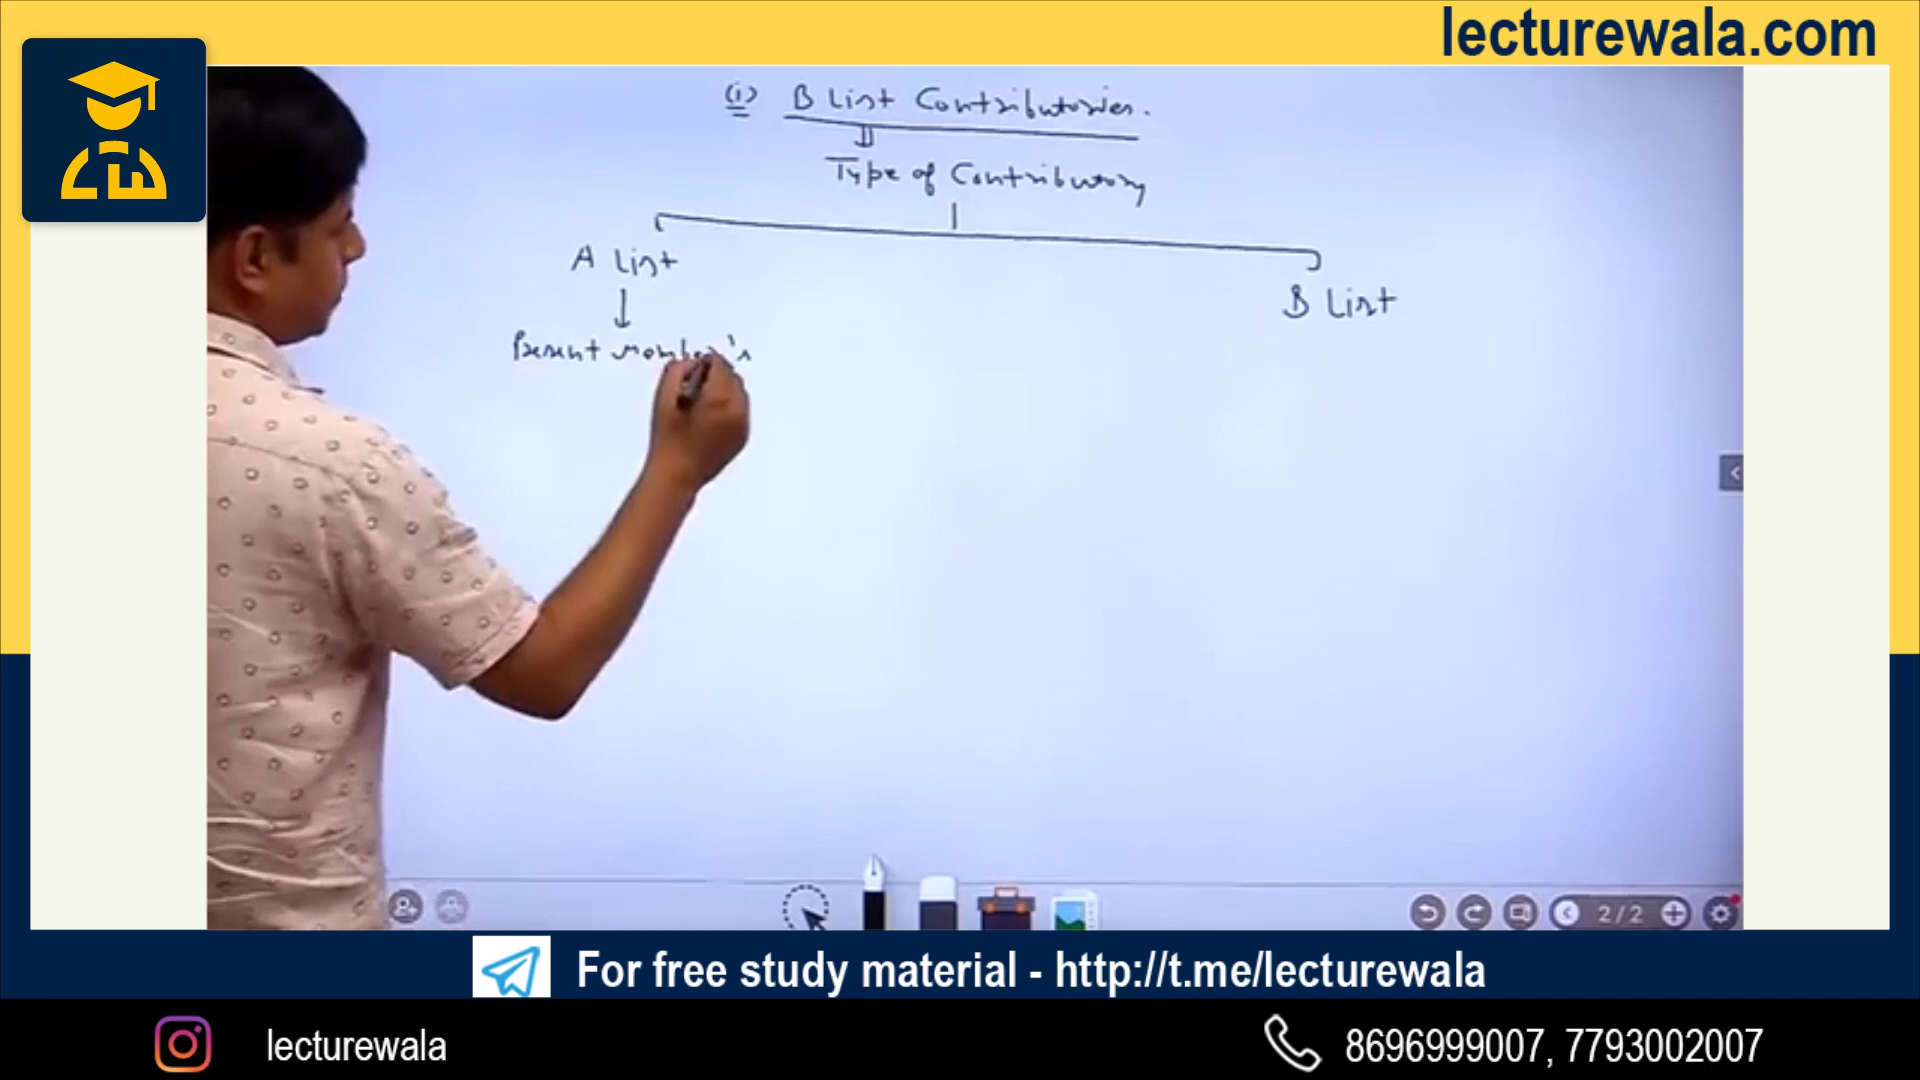 lecturewala.com
(i) B List Contributories.
Type of Contributory
A List
B List
Present Member's
2/2
For free study material - http://t.me/lecturewala
lecturewala
8696999007, 7793002007